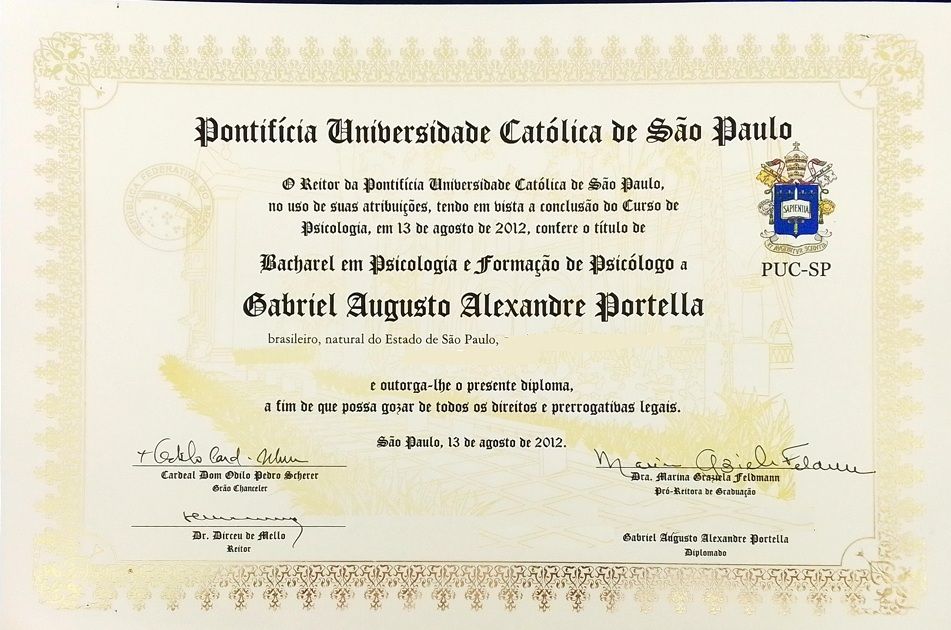 Pontifícia Universidade Católica de São Paulo
O Reitor da Pontifícia Universidade Católica de São Paulo,
no uso de suas atribuições, tendo em vista a conclusão do Curso de
Psicologia, em 13 de agosto de 2012, confere o título de
Bacharel em Psicologia e Formação de Psicólogo a
Gabriel Augusto Alexandre Portella
brasileiro, natural do Estado de São Paulo,
SAPIENTIA
ET AUGEBITUR SCIENTIA
PUC-SP
e outorga-lhe o presente diploma,
a fim de que possa gozar de todos os direitos e prerrogativas legais.
São Paulo, 13 de agosto de 2012.
Cardeal Dom Odilo Pedro Scherer
Grão Chanceler
Dra. Marina Graziela Feldmann
Pró-Reitora de Graduação
Dr. Dirceu de Mello
Reitor
Gabriel Augusto Alexandre Portella
Diplomado